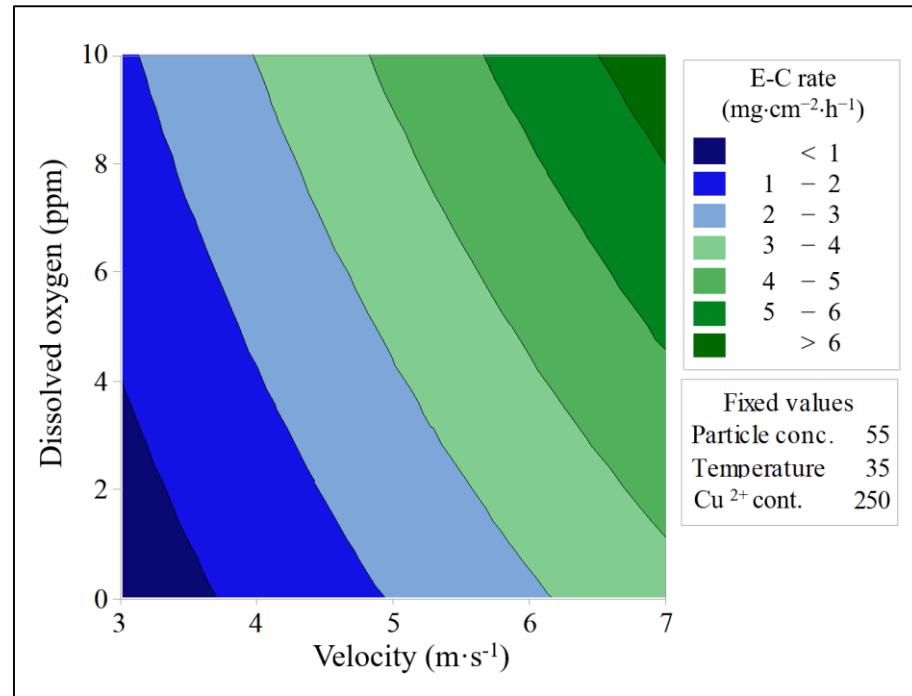 10
8
6
4
2
0
Dissolved oxygen (ppm)
3 4 5 6 7
Velocity (m·s⁻¹)
E-C rate
(mg·cm⁻²·h⁻¹)
< 1
1 – 2
2 – 3
3 – 4
4 – 5
5 – 6
> 6
Fixed values
Particle conc. 55
Temperature 35
Cu ²⁺ cont. 250